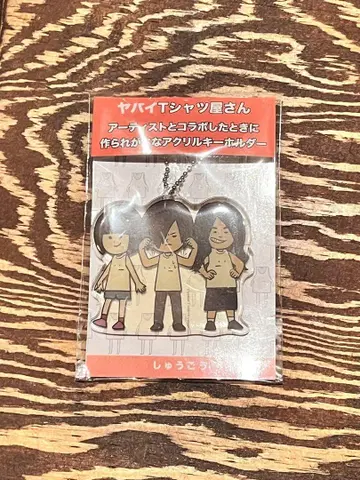 ヤバイTシャツ屋さん
アーティストとコラボしたときに
作られが なアクリルキーホルダー
しゅうごう